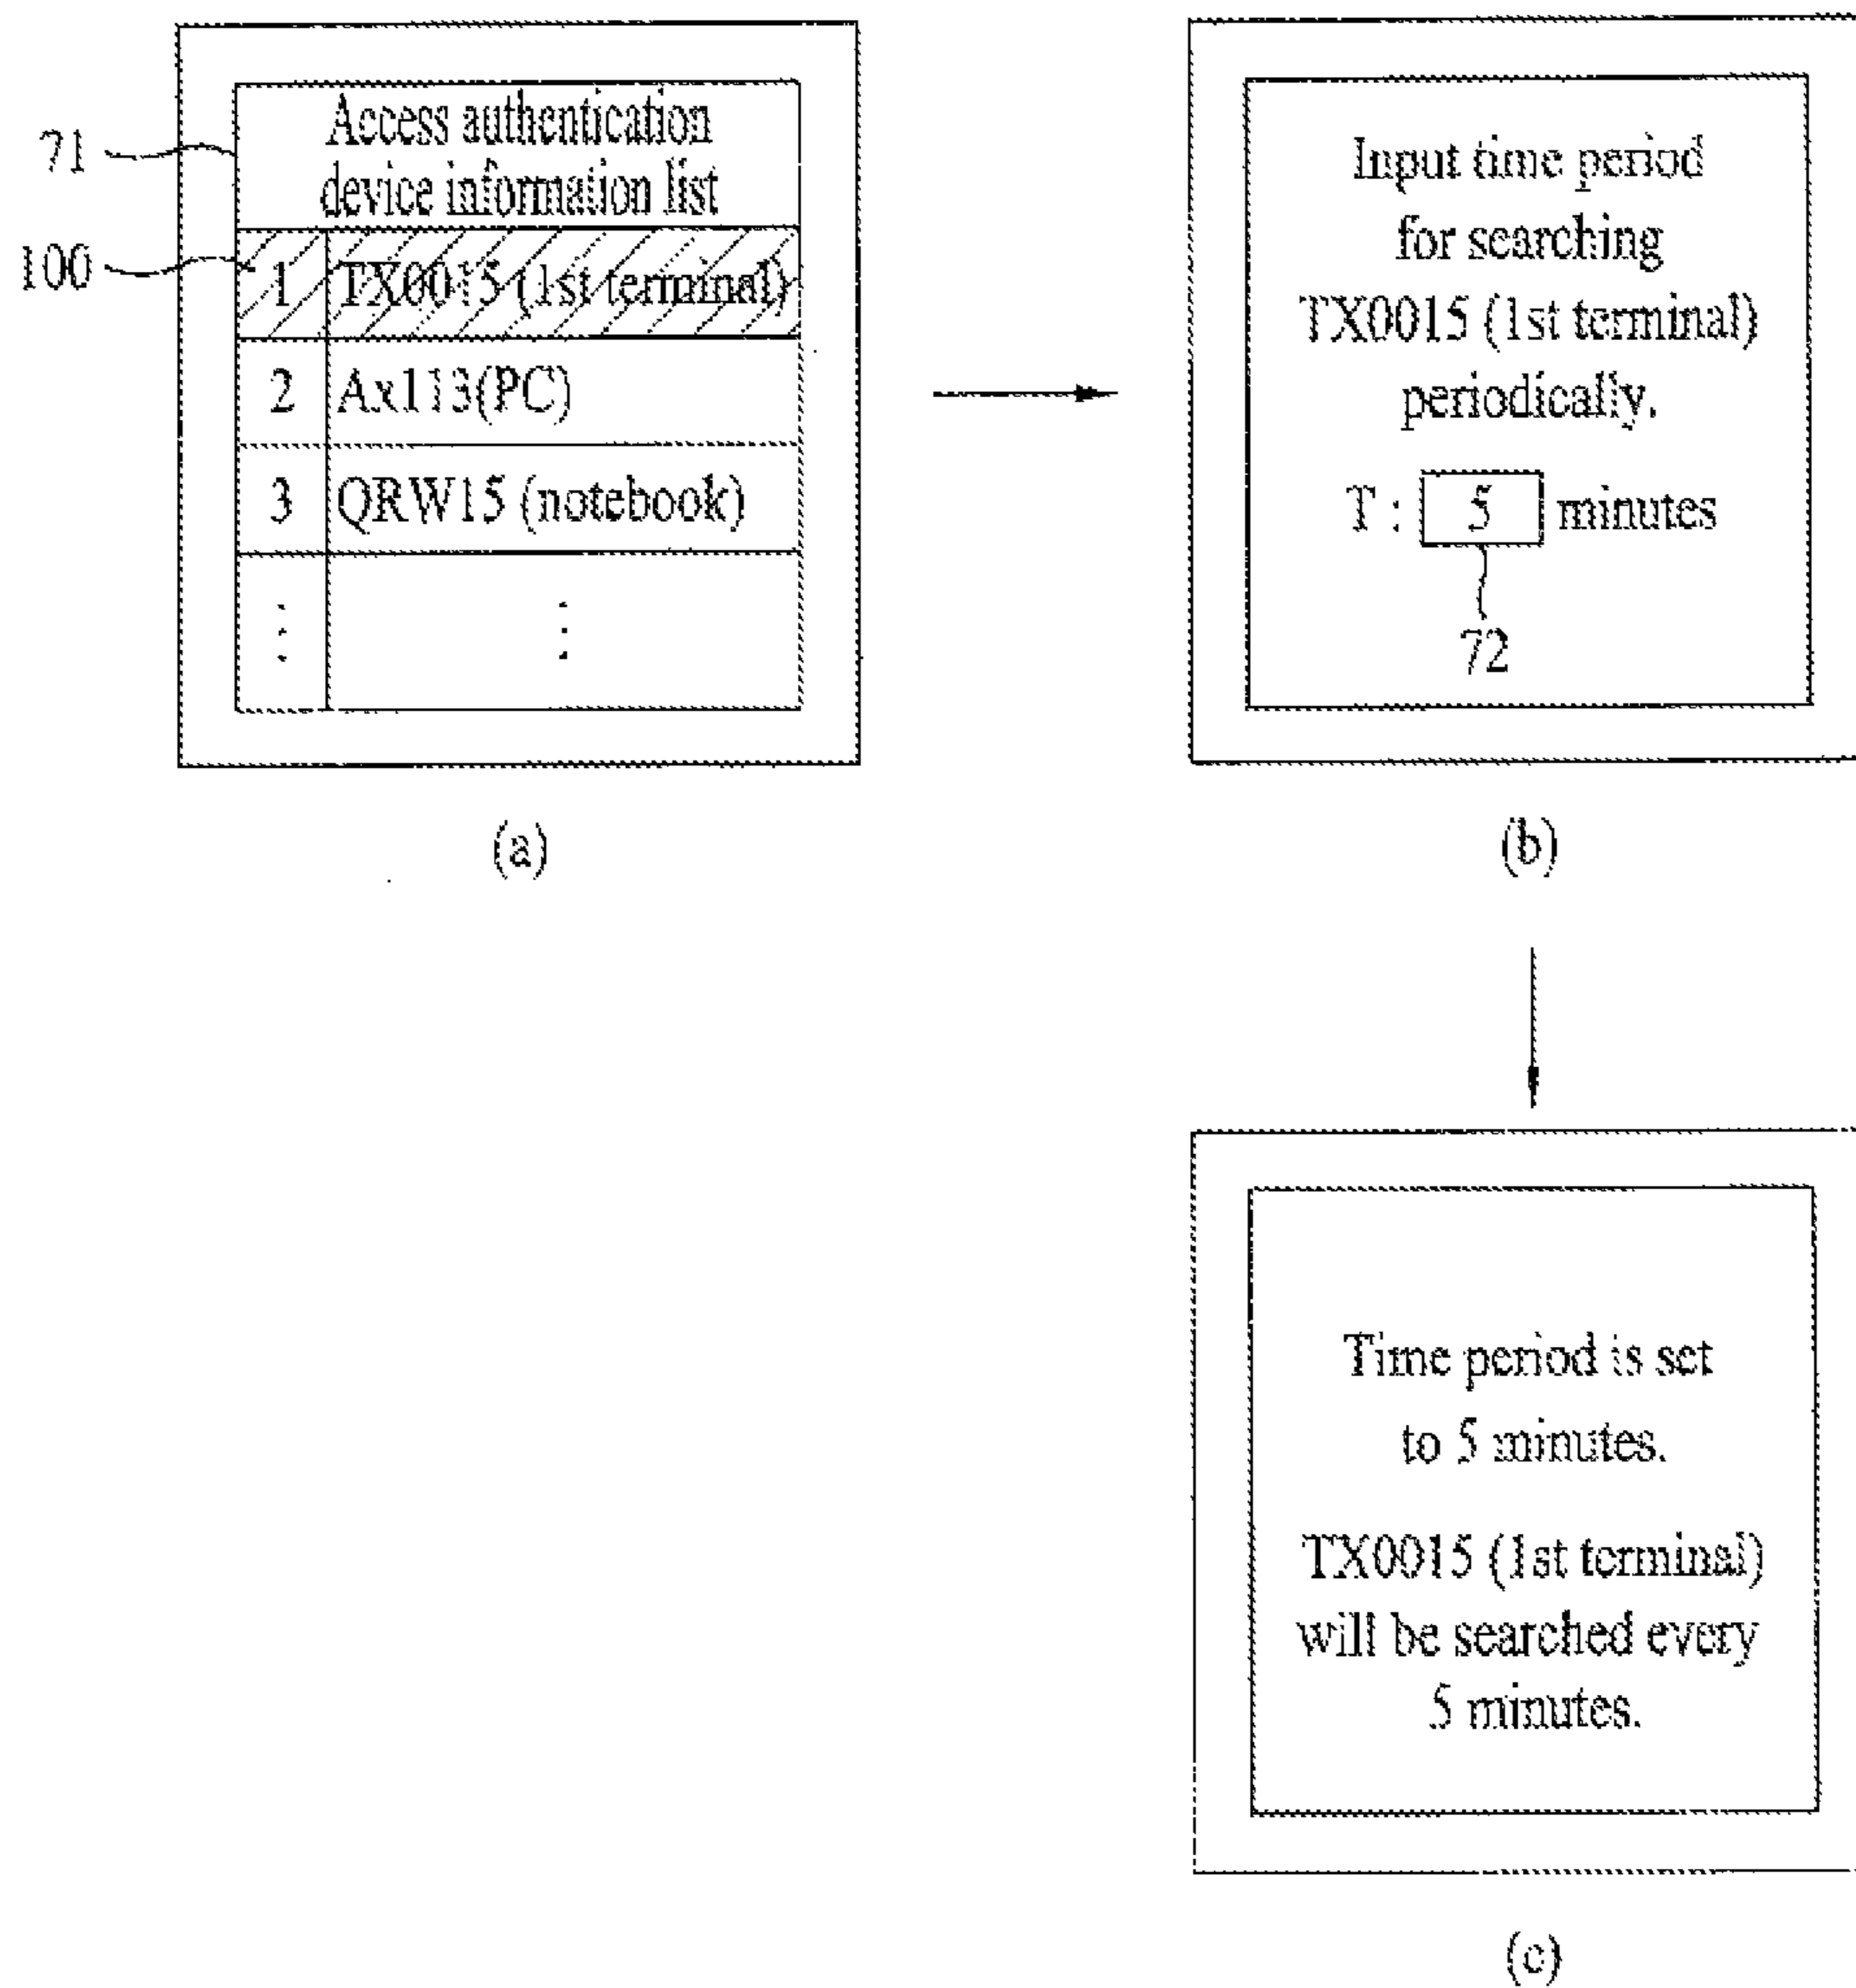 Access authentication
device information list
71
100
1 TX0015 (1st terminal)
2 Ax113(PC)
3 QRW15 (notebook)
(a)
Input time period
for searching
TX0015 (1st terminal)
periodically.
T : 5 minutes
72
(b)
Time period is set
to 5 minutes.
TX0015 (1st terminal)
will be searched every
5 minutes.
(c)